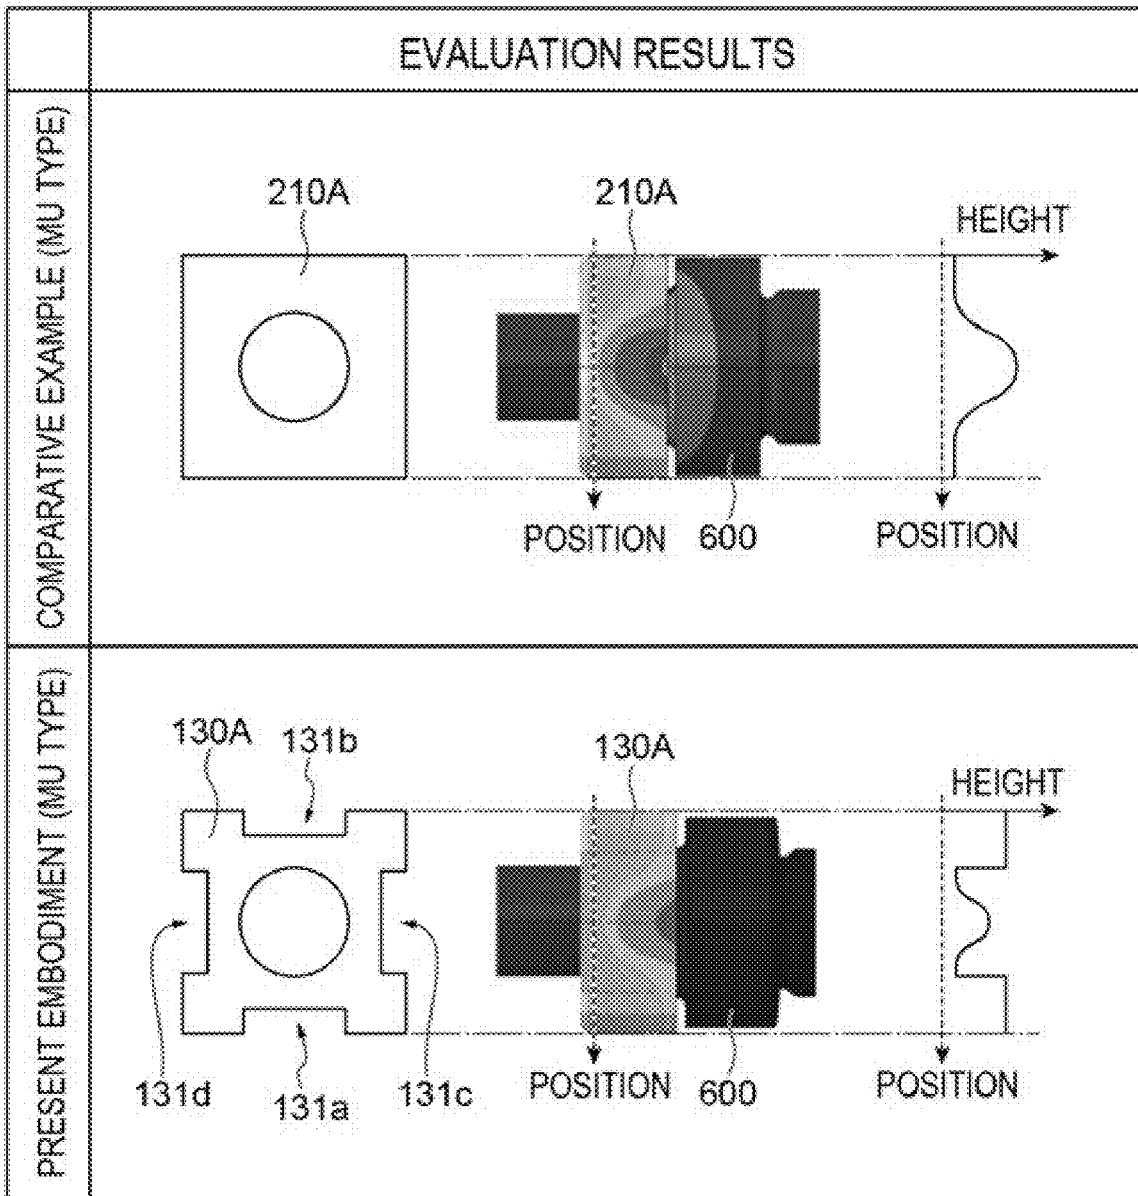 EVALUATION RESULTS
COMPARATIVE EXAMPLE (MU TYPE)
210A
210A
HEIGHT
POSITION
600
POSITION
PRESENT EMBODIMENT (MU TYPE)
130A
131b
130A
HEIGHT
131d
131a
131c
POSITION
600
POSITION